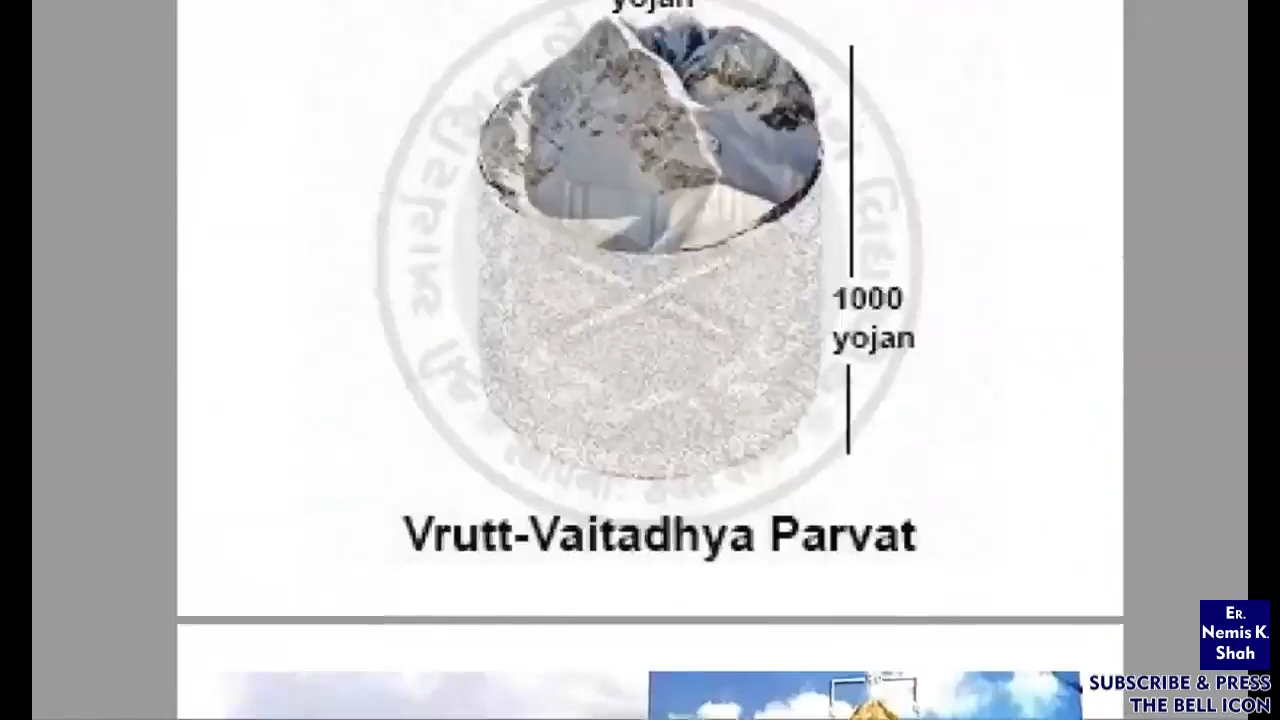 yojan
1000
yojan
Vrutt-Vaitadhya Parvat
ER.
Nemis K.
Shah
SUBSCRIBE & PRESS
THE BELL ICON